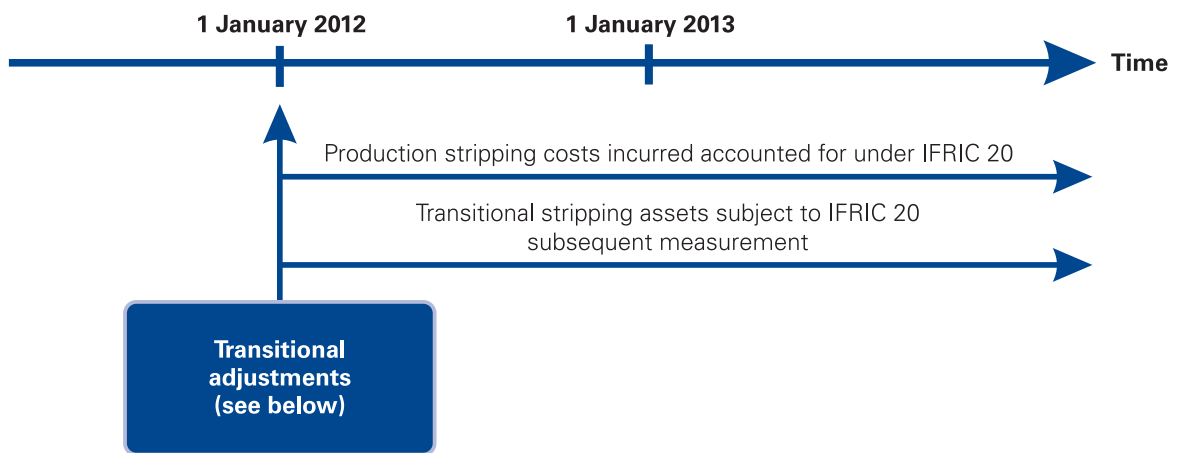 1 January 2012
1 January 2013
Time
Production stripping costs incurred accounted for under IFRIC 20
Transitional stripping assets subject to IFRIC 20
subsequent measurement
Transitional
adjustments
(see below)